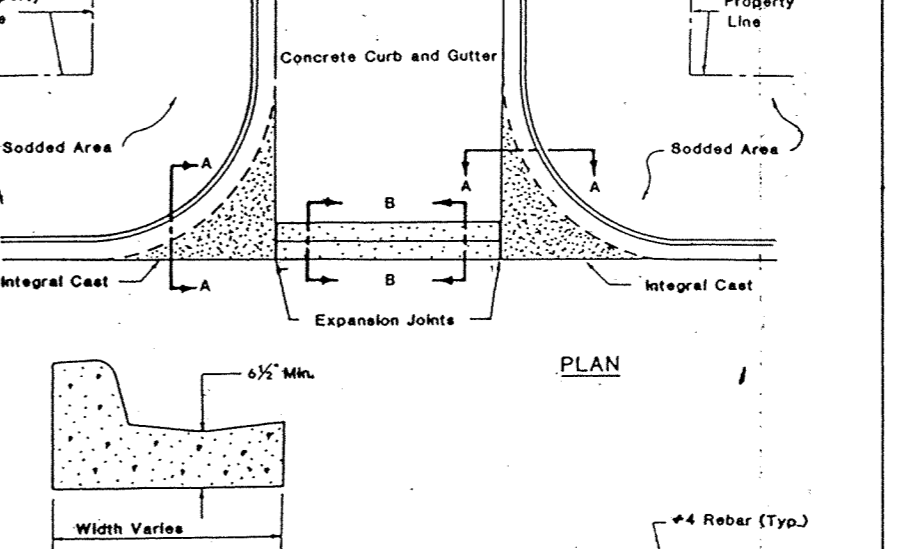 Property
Line
Concrete Curb and Gutter
Sodded Area
A
A
A
Sodded Area
B
B
A
Integral Cast
Integral Cast
Expansion Joints
6½" Min.
PLAN
Width Varies
#4 Rebar (Typ.)